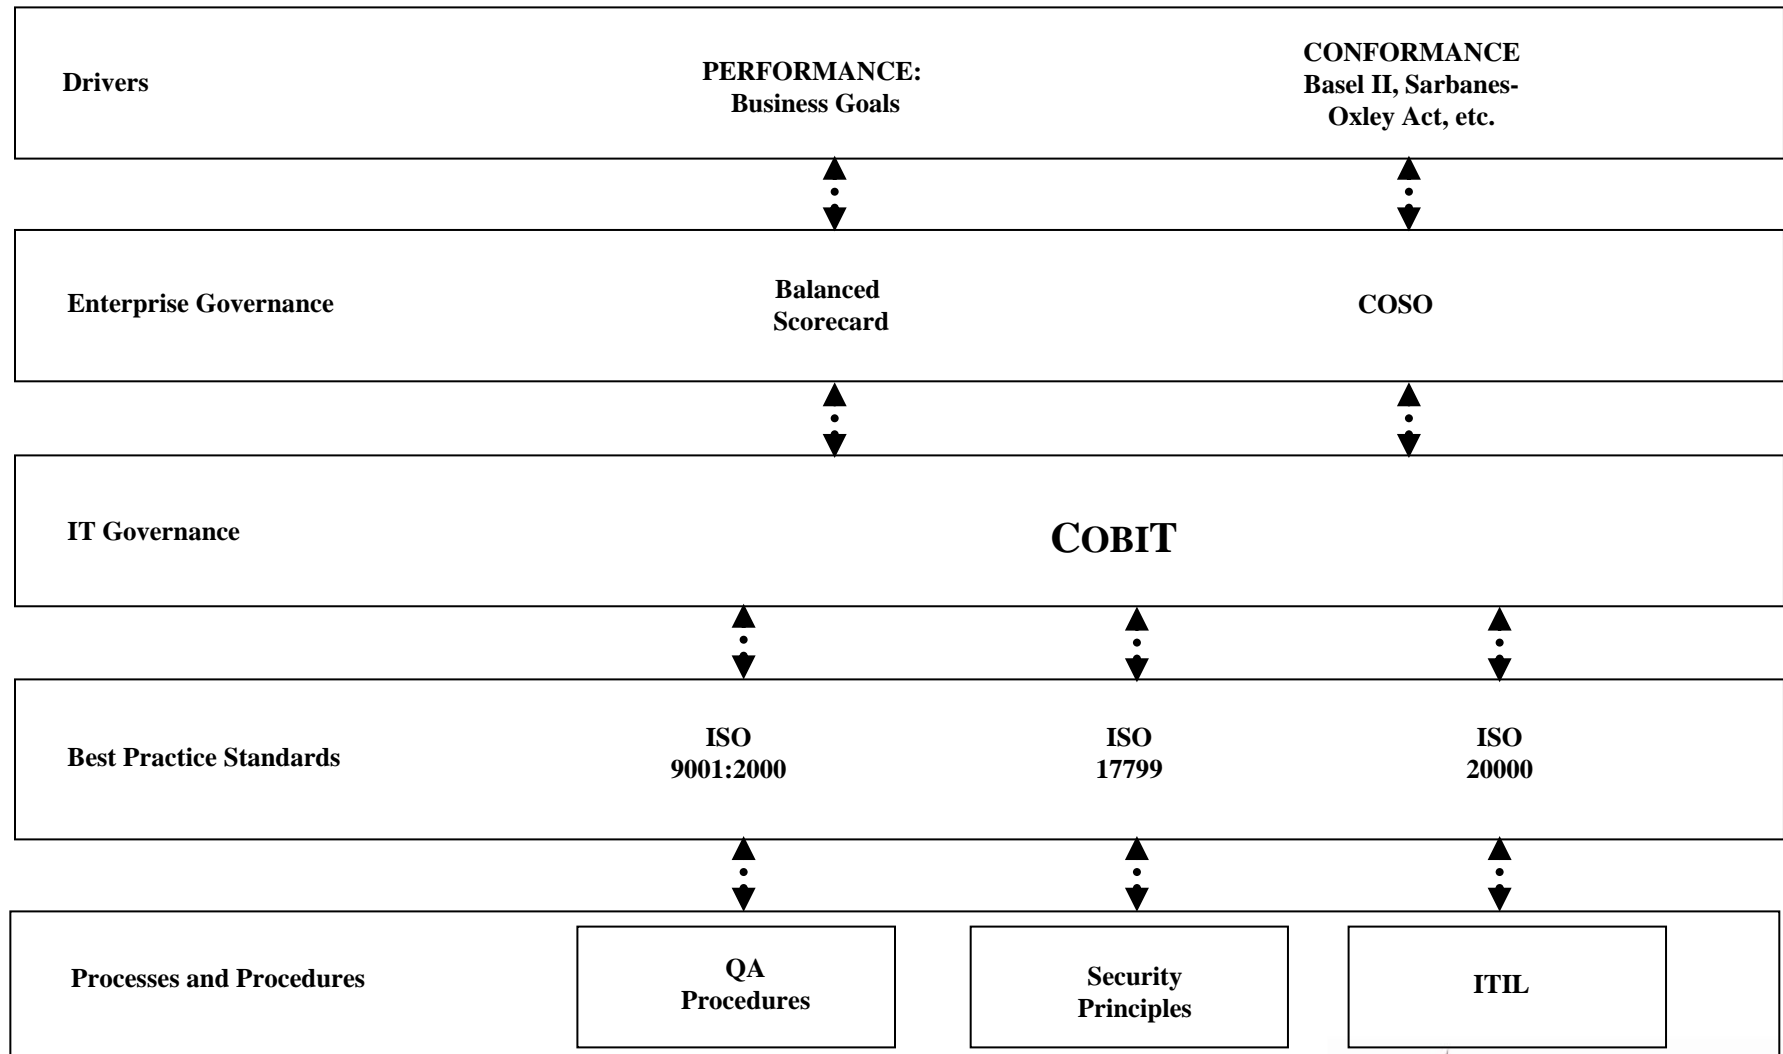 Drivers
PERFORMANCE:
Business Goals
CONFORMANCE
Basel II, Sarbanes-
Oxley Act, etc.
Enterprise Governance
Balanced
Scorecard
COSO
IT Governance
COBIT
Best Practice Standards
ISO
9001:2000
ISO
17799
ISO
20000
Processes and Procedures
QA
Procedures
Security
Principles
ITIL